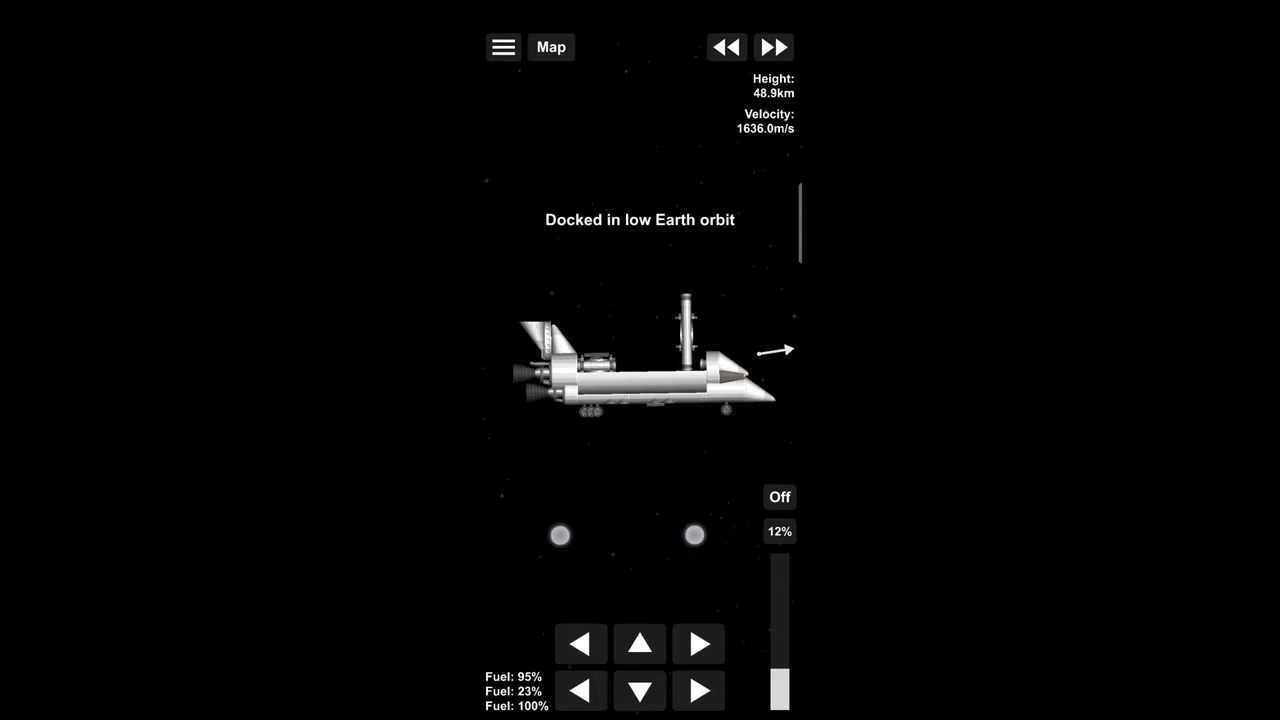 Map
Height:
48.9km
Velocity:
1636.0m/s
Docked in low Earth orbit
Off
12%
Fuel: 95%
Fuel: 23%
Fuel: 100%